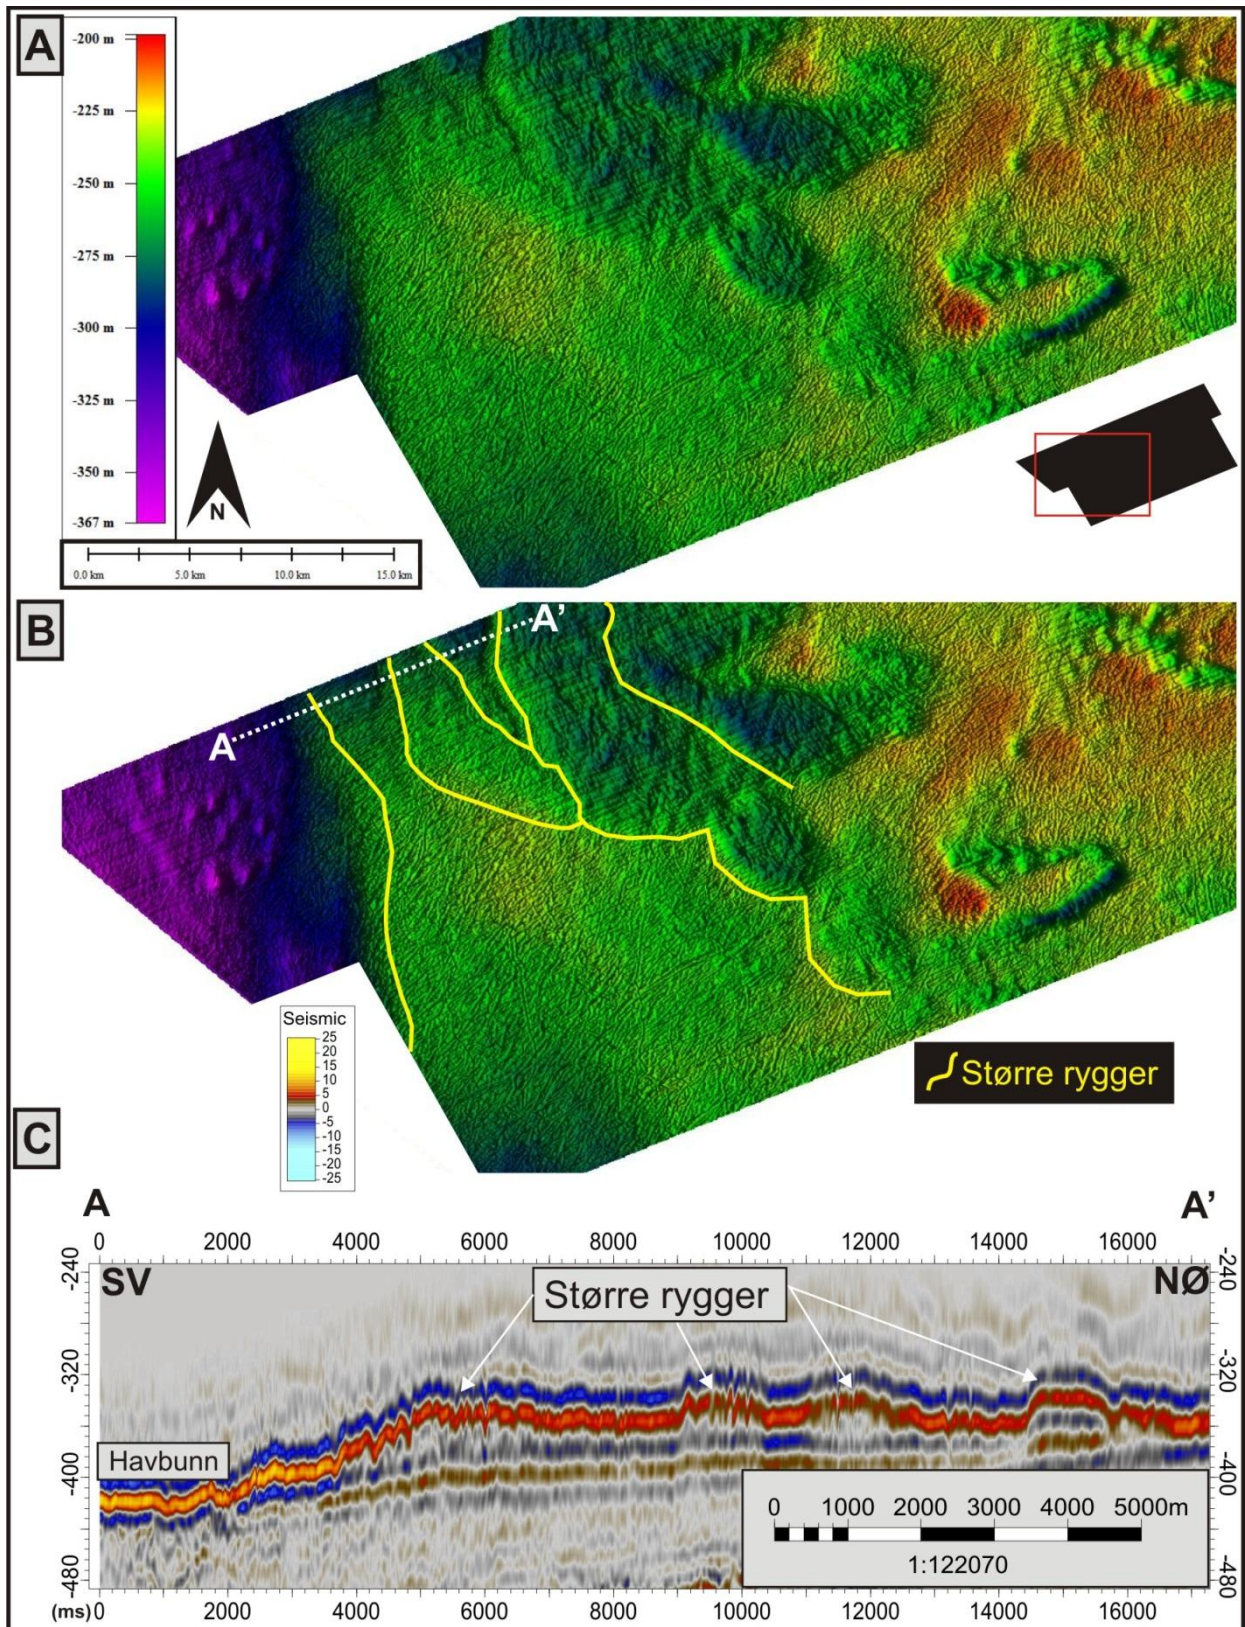 A
-200 m
-225 m
-250 m
-275 m
-300 m
-325 m
-350 m
-367 m
N
0.0 km 5.0 km 10.0 km 15.0 km
B
A A'
Større rygger
Seismic
25
20
15
10
5
0
-5
-10
-15
-20
-25
C
A A'
0 2000 4000 6000 8000 10000 12000 14000 16000
SV NØ
-240 -240
Større rygger
-320 -320
Havbunn
-400 -400
0 1000 2000 3000 4000 5000m
1:122070
-480 -480
(ms) 0 2000 4000 6000 8000 10000 12000 14000 16000